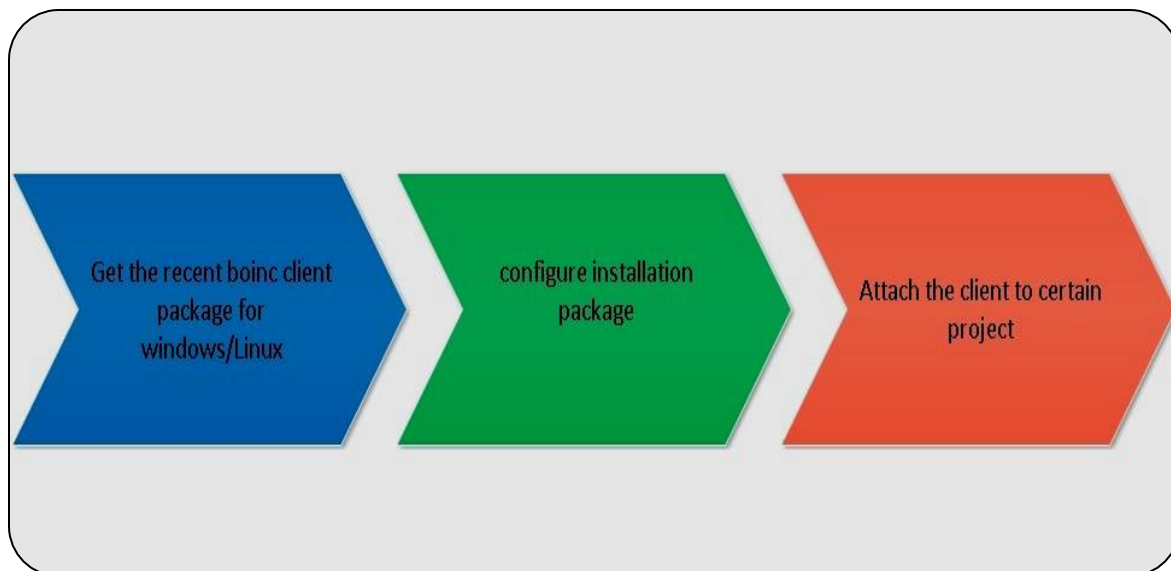 Get the recent boinc client
package for
windows/Linux
configure installation
package
Attach the client to certain
project